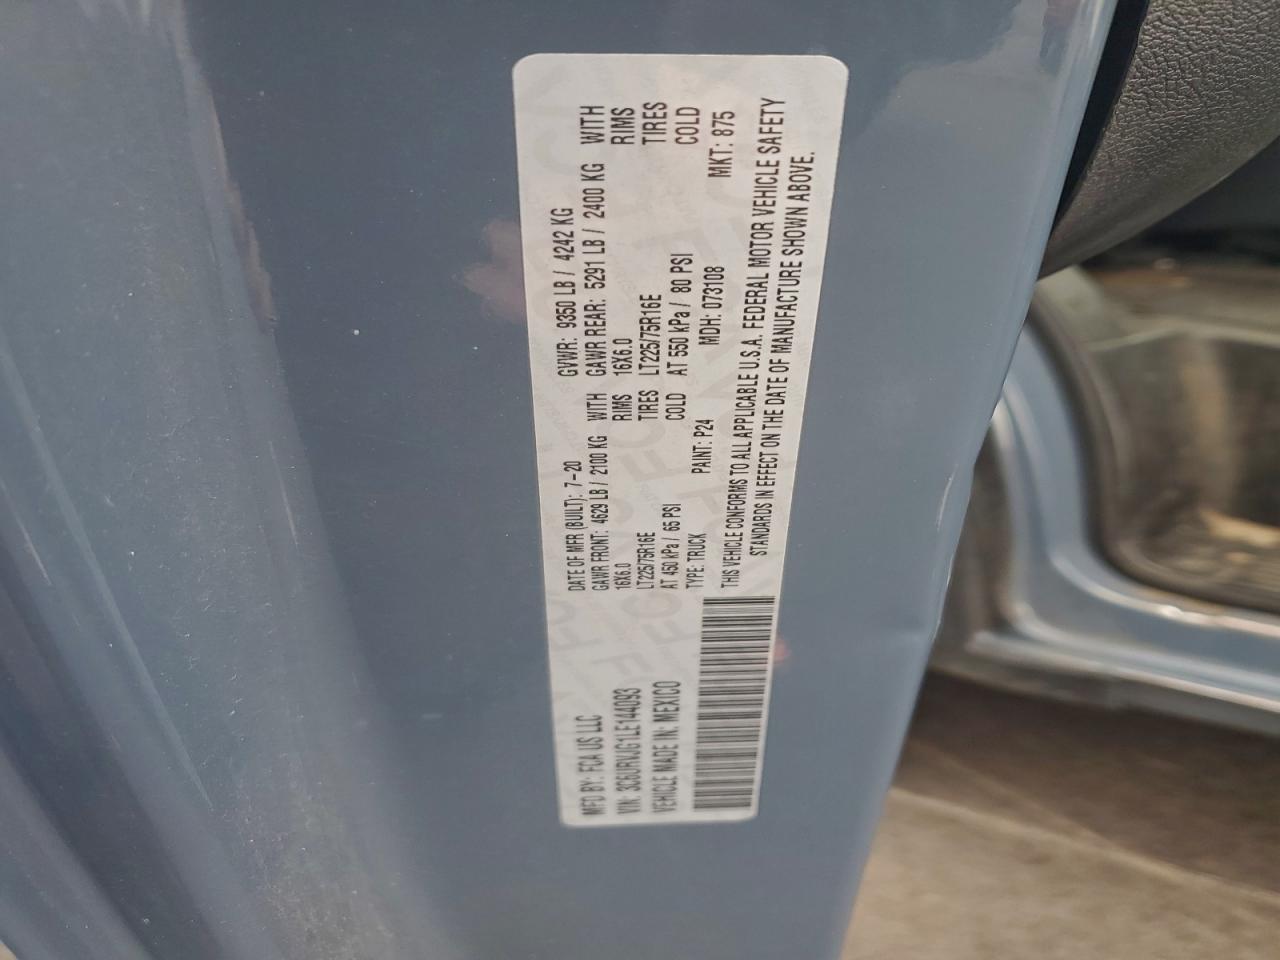 MFD BY: FCA US LLC
DATE OF MFR (BUILT): 7-20
GVWR: 9350 LB / 4242 KG
VIN: 3C6URVJG1LE144093
GAWR FRONT: 4629 LB / 2100 KG WITH
GAWR REAR: 5291 LB / 2400 KG WITH
VEHICLE MADE IN: MEXICO
16X6.0 RIMS
16X6.0 RIMS
LT225/75R16E TIRES
LT225/75R16E TIRES
AT 450 kPa / 65 PSI COLD
AT 550 kPa / 80 PSI COLD
TYPE: TRUCK PAINT: P24 MDH: 073108 MKT: 875
THIS VEHICLE CONFORMS TO ALL APPLICABLE U.S.A. FEDERAL MOTOR VEHICLE SAFETY
STANDARDS IN EFFECT ON THE DATE OF MANUFACTURE SHOWN ABOVE.